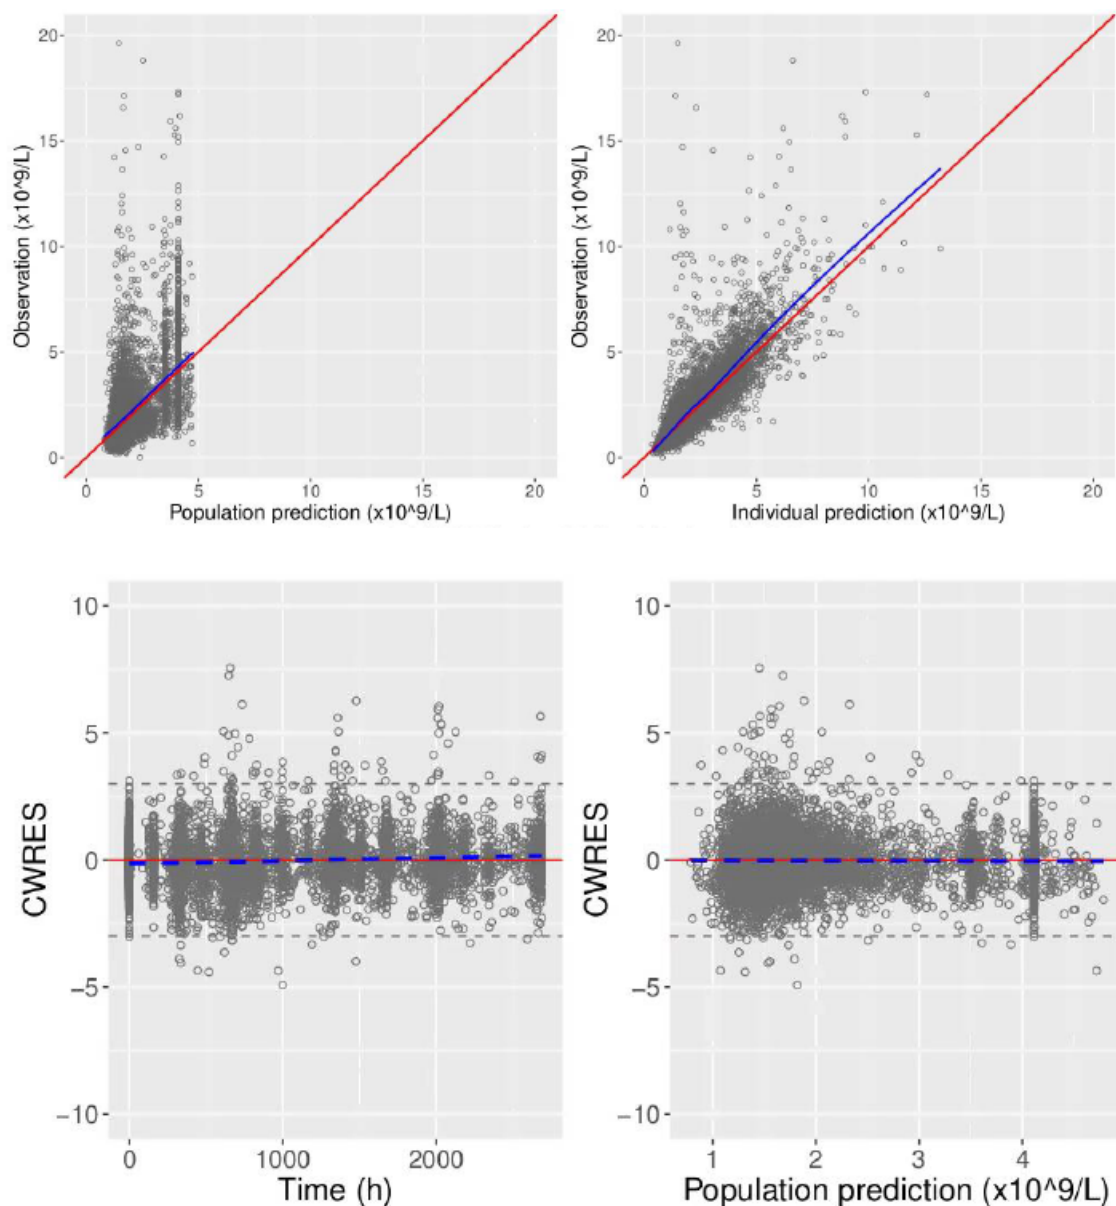 20
15
10
5
0
Observation (x10^9/L)
0 5 10 15 20
Population prediction (x10^9/L)
20
15
10
5
0
Observation (x10^9/L)
0 5 10 15 20
Individual prediction (x10^9/L)
10
5
0
−5
−10
CWRES
0 1000 2000
Time (h)
10
5
0
−5
−10
CWRES
1 2 3 4
Population prediction (x10^9/L)